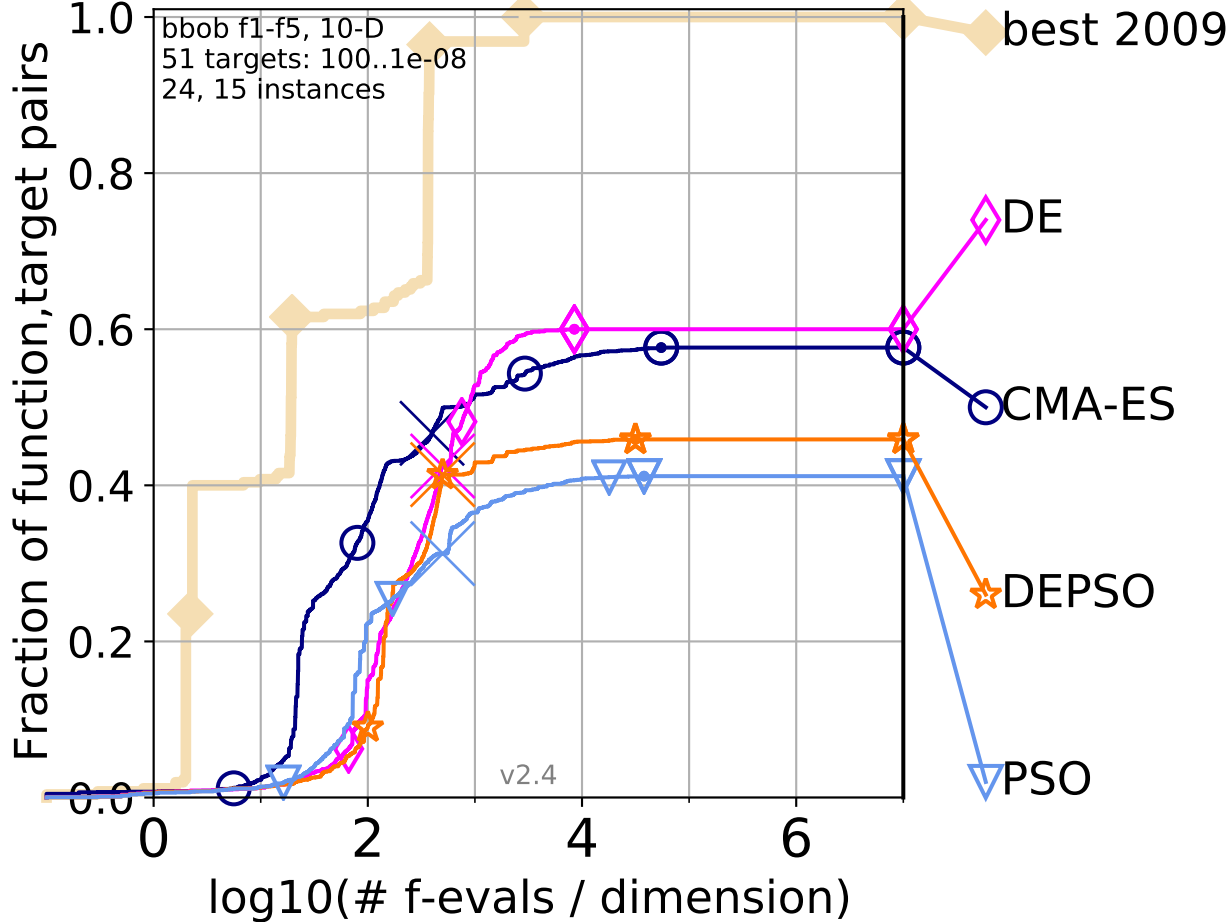 bbob f1-f5, 10-D
51 targets: 100..1e-08
24, 15 instances
1.0
0.8
0.6
0.4
0.2
0.0
Fraction of function,target pairs
0
2
4
6
log10(# f-evals / dimension)
v2.4
best 2009
DE
CMA-ES
DEPSO
PSO